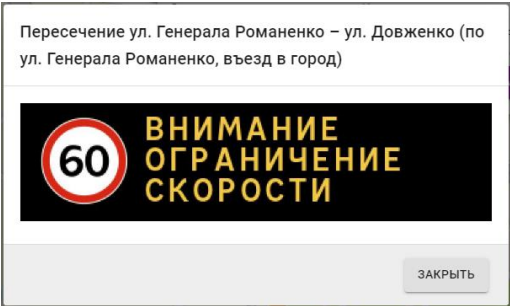 Пересечение ул. Генерала Романенко – ул. Довженко (по
ул. Генерала Романенко, въезд в город)
60
ВНИМАНИЕ
ОГРАНИЧЕНИЕ
СКОРОСТИ
ЗАКРЫТЬ